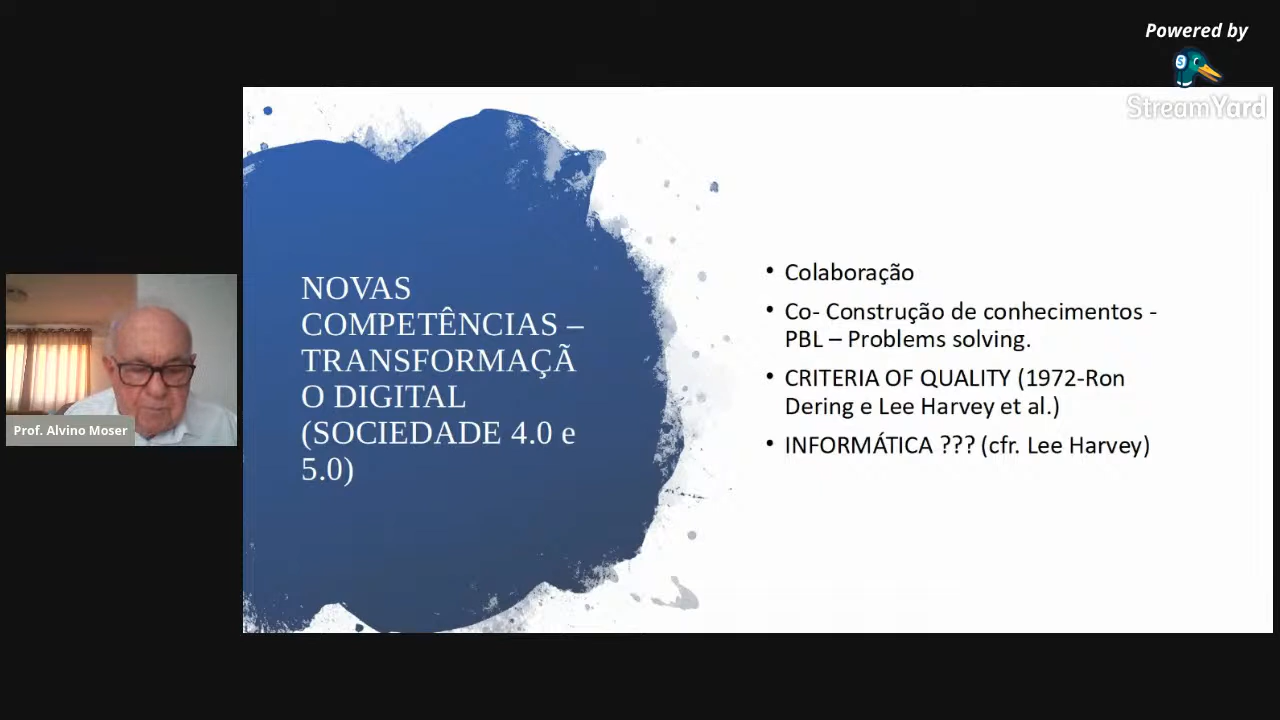 Powered by
StreamYard
NOVAS
COMPETÊNCIAS –
TRANSFORMAÇÃ
O DIGITAL
(SOCIEDADE 4.0 e
5.0)
• Colaboração
• Co- Construção de conhecimentos -
PBL – Problems solving.
• CRITERIA OF QUALITY (1972-Ron
Dering e Lee Harvey et al.)
• INFORMÁTICA ??? (cfr. Lee Harvey)
Prof. Alvino Moser